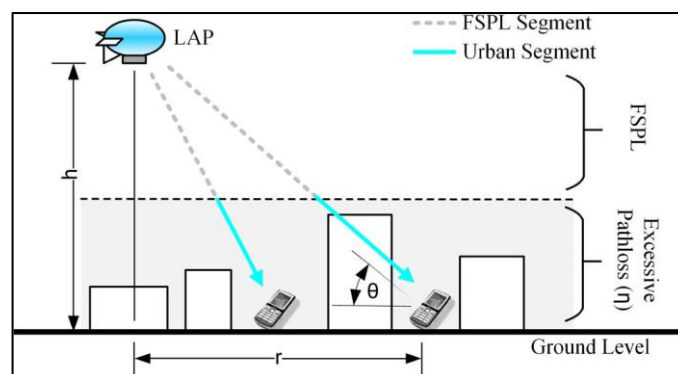 FSPL Segment
LAP
Urban Segment
FSPL
h
Excessive
Pathloss (η)
θ
Ground Level
r